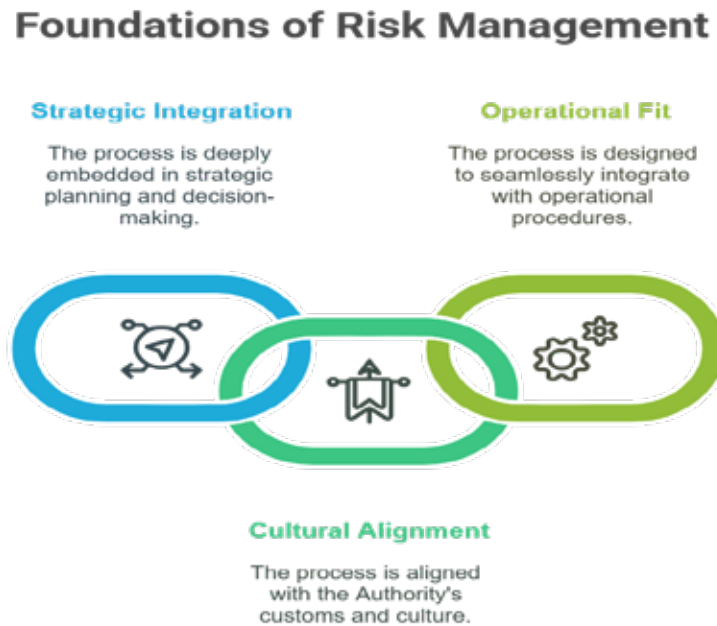 Foundations of Risk Management
Strategic Integration
The process is deeply
embedded in strategic
planning and decision-
making.
Operational Fit
The process is designed
to seamlessly integrate
with operational
procedures.
Cultural Alignment
The process is aligned
with the Authority's
customs and culture.